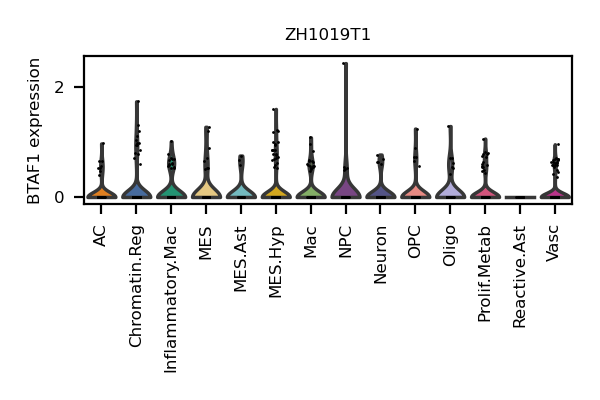 ZH1019T1
BTAF1 expression
2
0
AC
Chromatin.Reg
Inflammatory.Mac
MES
MES.Ast
MES.Hyp
Mac
NPC
Neuron
OPC
Oligo
Prolif.Metab
Reactive.Ast
Vasc